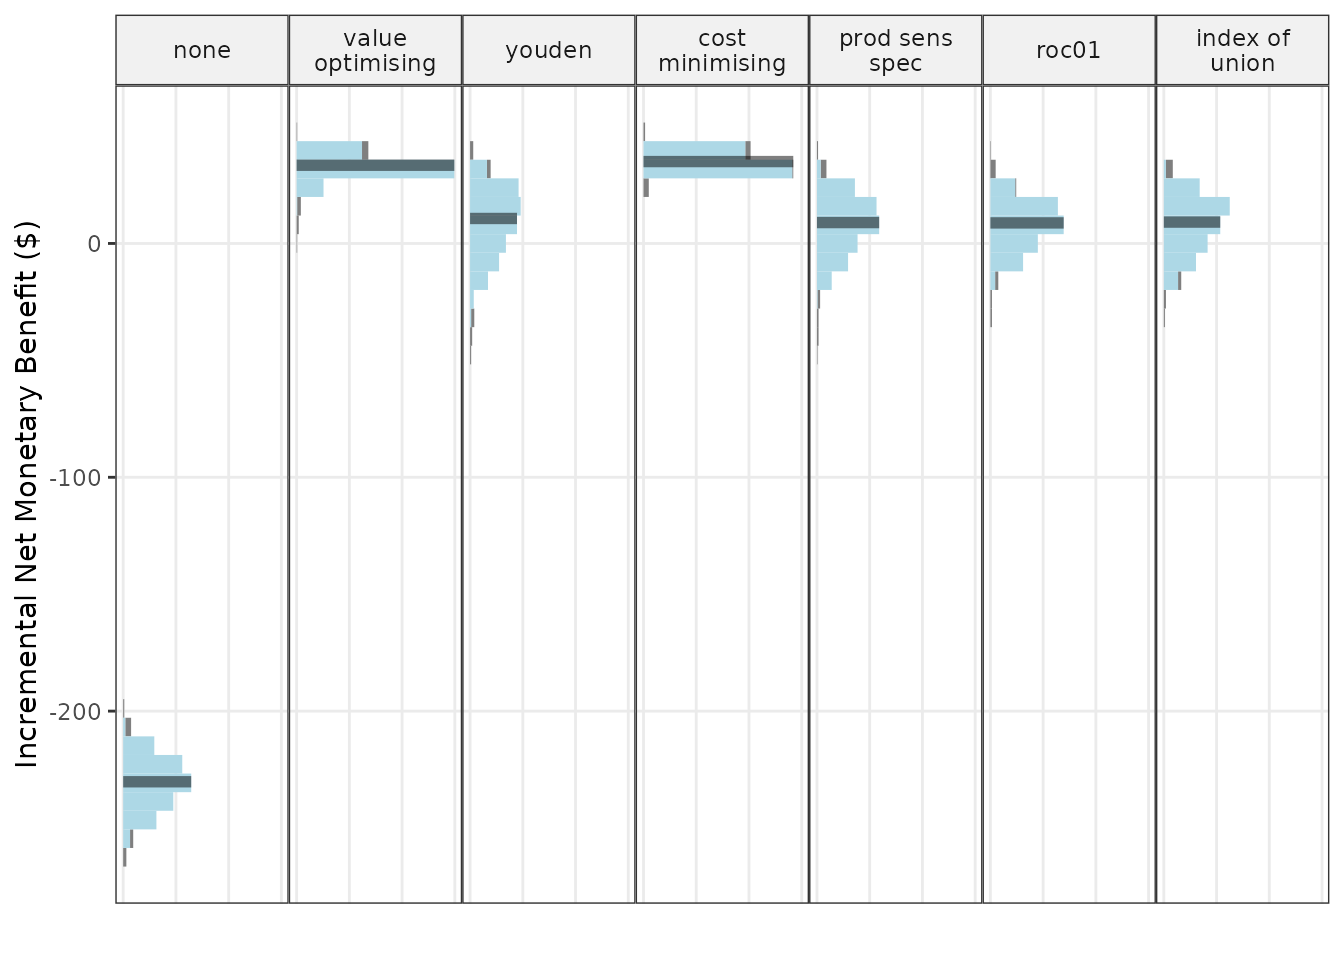 none
value
optimising
youden
cost
minimising
prod sens
spec
roc01
index of
union
Incremental Net Monetary Benefit ($)
0
-100
-200